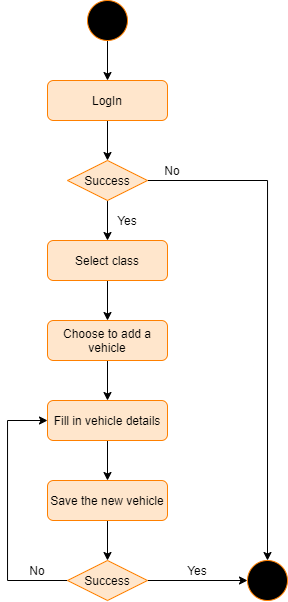 LogIn
Success
No
Yes
Select class
Choose to add a
vehicle
Fill in vehicle details
Save the new vehicle
No
Success
Yes